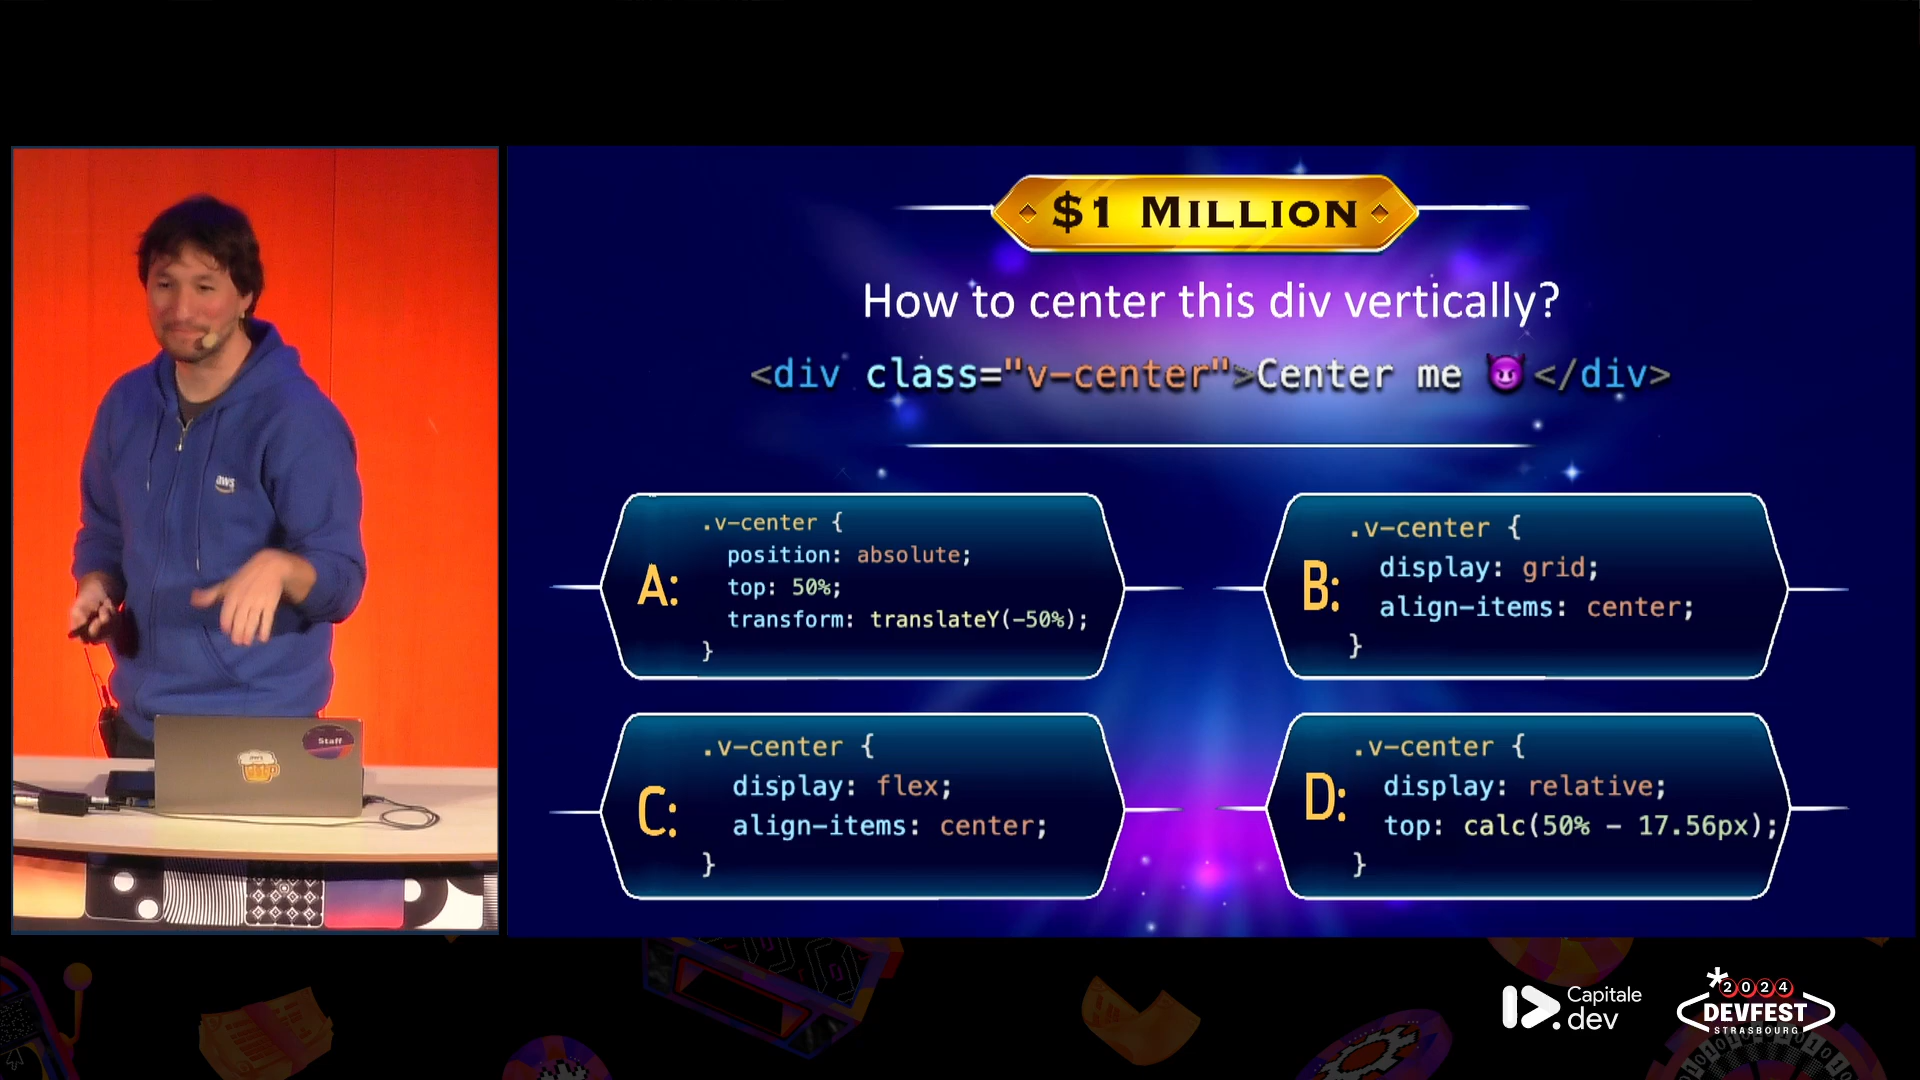 $1 MILLION
How to center this div vertically?
<div class="v-center">Center me 😈</div>
A:
.v-center {
position: absolute;
top: 50%;
transform: translateY(-50%);
}
B:
.v-center {
display: grid;
align-items: center;
}
C:
.v-center {
display: flex;
align-items: center;
}
D:
.v-center {
display: relative;
top: calc(50% - 17.56px);
}
aws
Staff
aws
Capitale
.dev
2024
DEVFEST
STRASBOURG